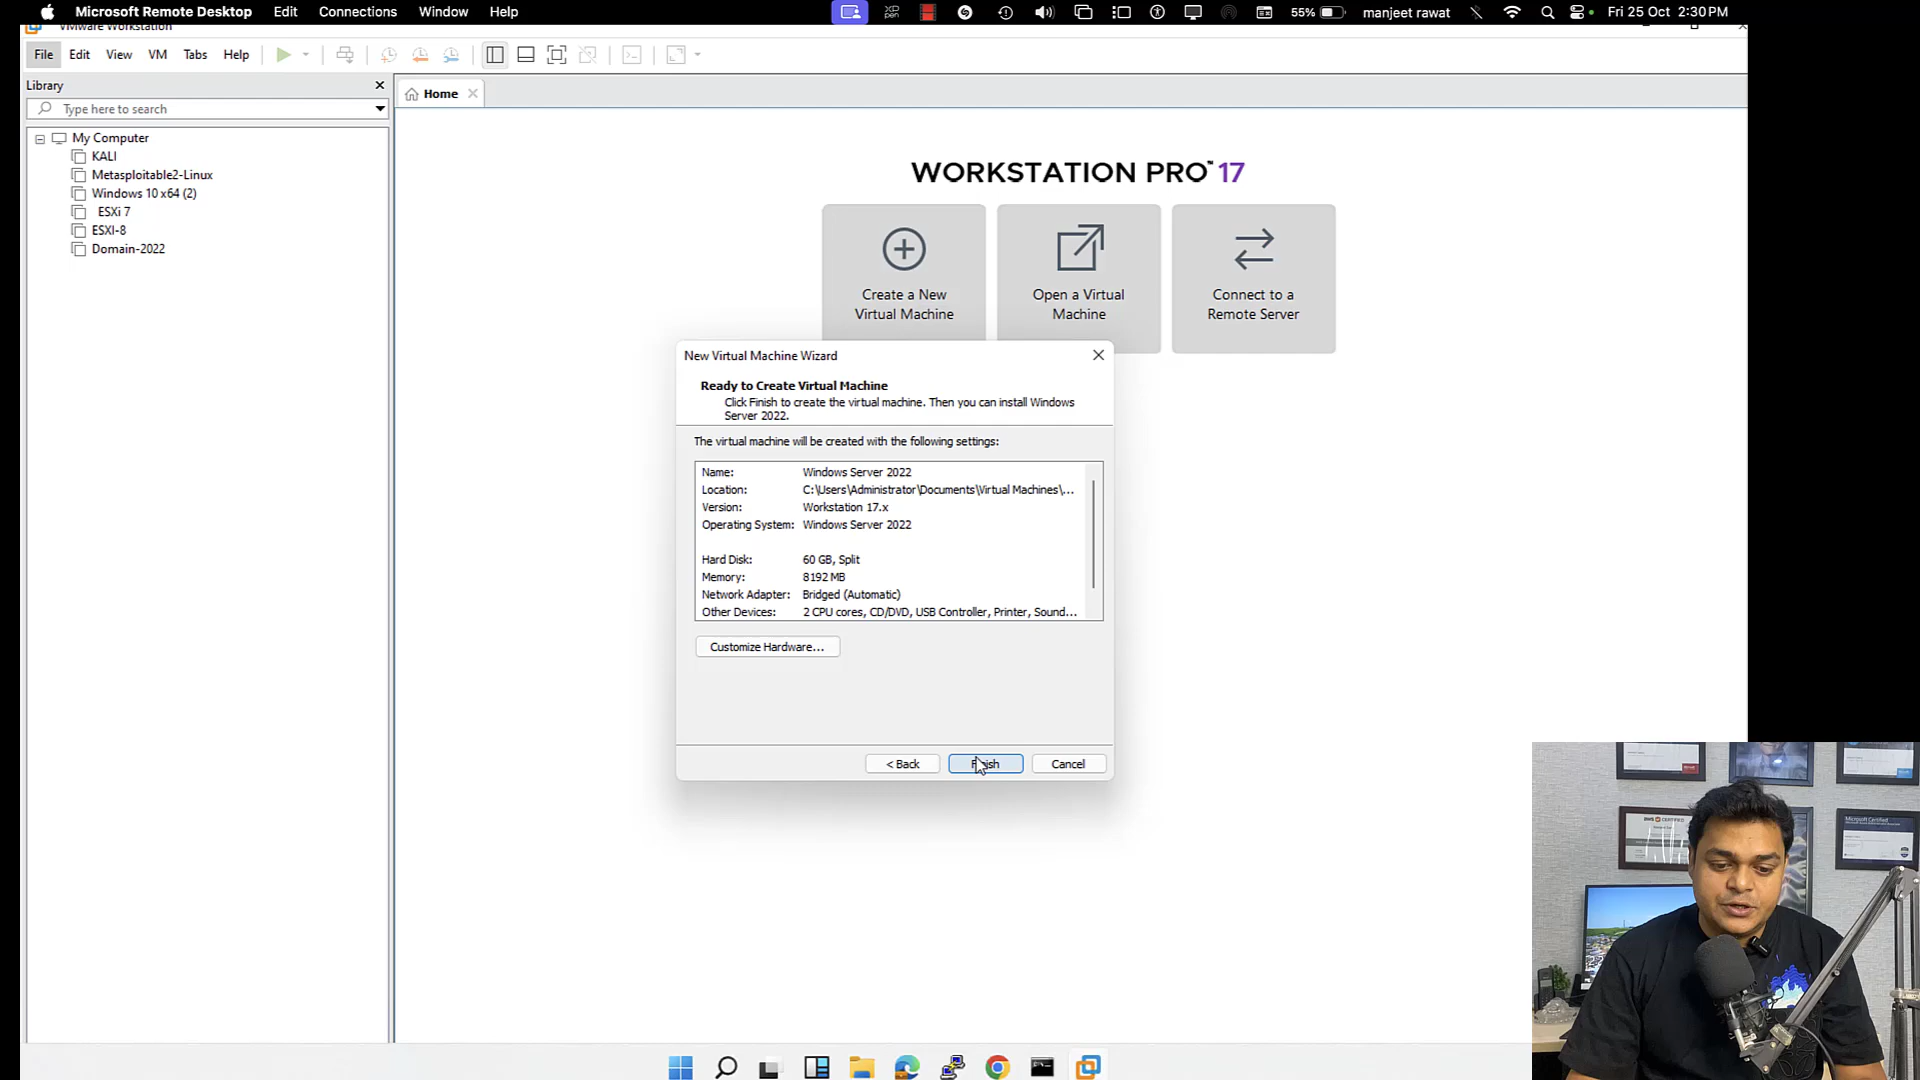 Microsoft Remote Desktop Edit Connections Window Help 55% manjeet rawat Fri 25 Oct 2:30 PM
VMware Workstation
File Edit View VM Tabs Help
Library
Type here to search
Home
My Computer
KALI
Metasploitable2-Linux
Windows 10 x64 (2)
ESXi 7
ESXI-8
Domain-2022
WORKSTATION PRO™ 17
Create a New
Virtual Machine
Open a Virtual
Machine
Connect to a
Remote Server
New Virtual Machine Wizard
Ready to Create Virtual Machine
Click Finish to create the virtual machine. Then you can install Windows
Server 2022.
The virtual machine will be created with the following settings:
Name: Windows Server 2022
Location: C:\Users\Administrator\Documents\Virtual Machines\...
Version: Workstation 17.x
Operating System: Windows Server 2022
Hard Disk: 60 GB, Split
Memory: 8192 MB
Network Adapter: Bridged (Automatic)
Other Devices: 2 CPU cores, CD/DVD, USB Controller, Printer, Sound...
Customize Hardware...
< Back Finish Cancel